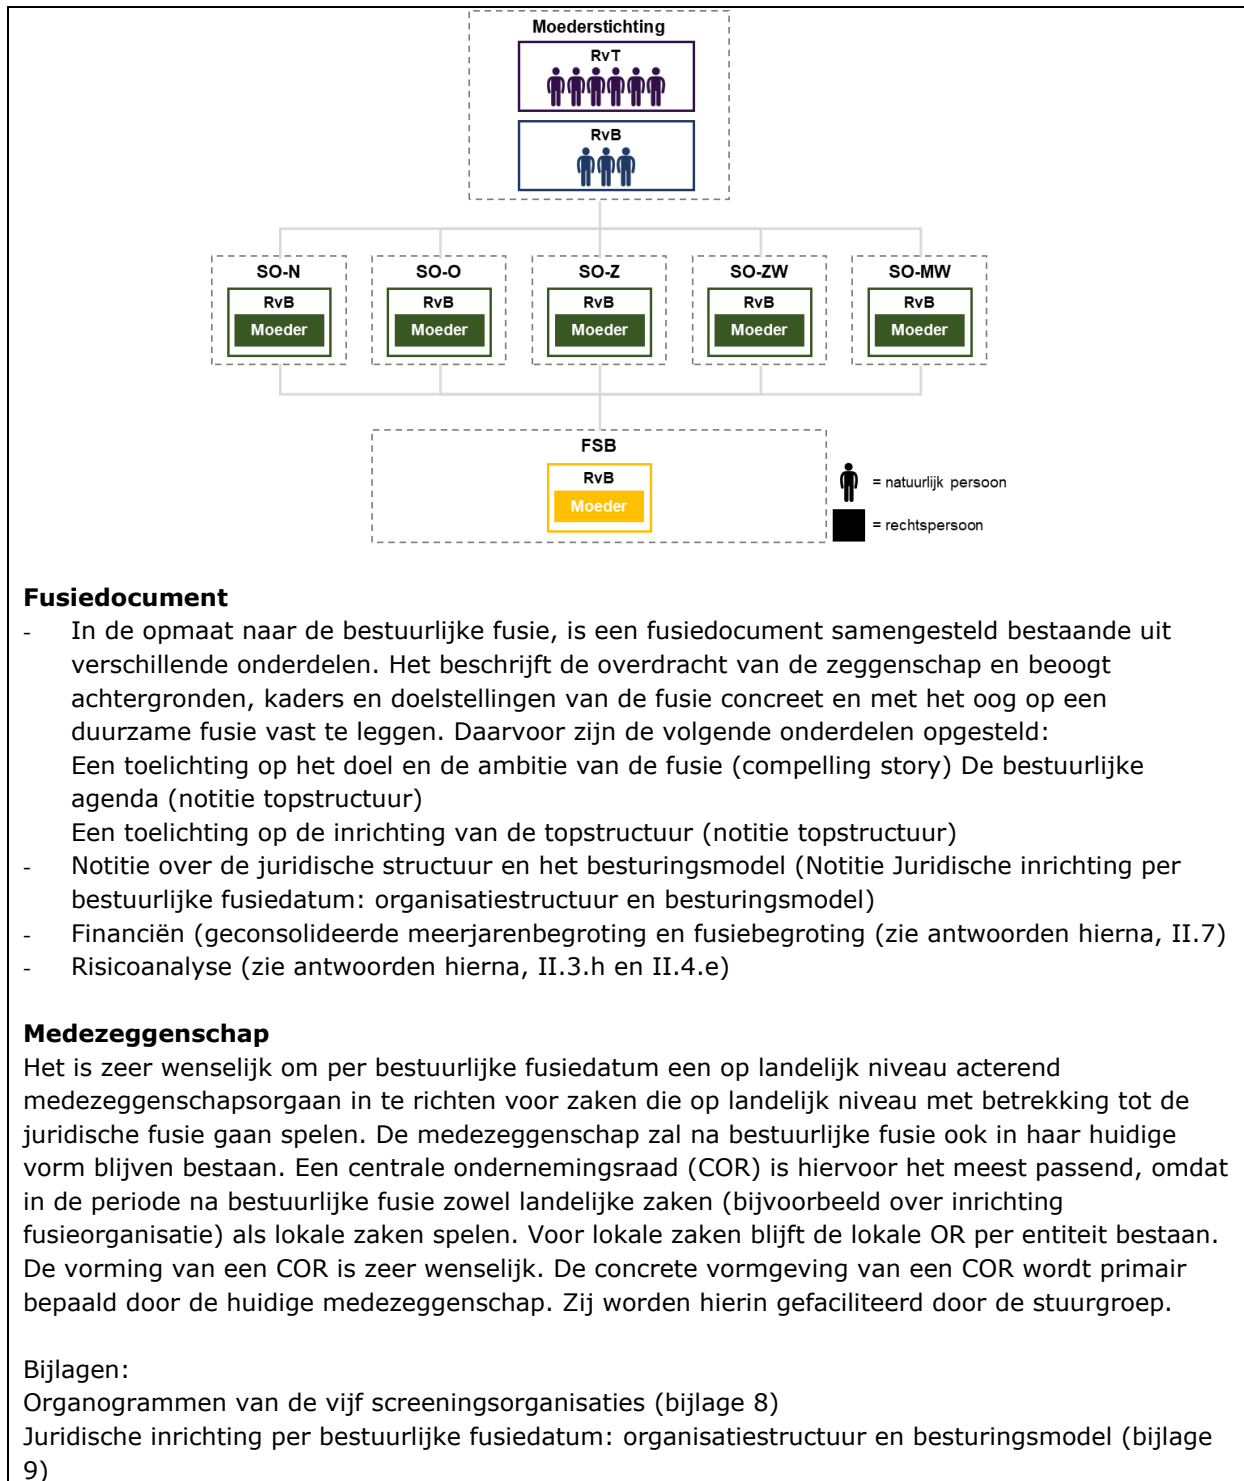 Moederstichting
RvT
RvB
SO-N SO-O SO-Z SO-ZW SO-MW
RvB RvB RvB RvB RvB
Moeder Moeder Moeder Moeder Moeder
FSB
RvB
Moeder
= natuurlijk persoon
= rechtspersoon
Fusiedocument
- In de opmaat naar de bestuurlijke fusie, is een fusiedocument samengesteld bestaande uit
verschillende onderdelen. Het beschrijft de overdracht van de zeggenschap en beoogt
achtergronden, kaders en doelstellingen van de fusie concreet en met het oog op een
duurzame fusie vast te leggen. Daarvoor zijn de volgende onderdelen opgesteld:
Een toelichting op het doel en de ambitie van de fusie (compelling story) De bestuurlijke
agenda (notitie topstructuur)
Een toelichting op de inrichting van de topstructuur (notitie topstructuur)
- Notitie over de juridische structuur en het besturingsmodel (Notitie Juridische inrichting per
bestuurlijke fusiedatum: organisatiestructuur en besturingsmodel)
- Financiën (geconsolideerde meerjarenbegroting en fusiebegroting (zie antwoorden hierna, II.7)
- Risicoanalyse (zie antwoorden hierna, II.3.h en II.4.e)
Medezeggenschap
Het is zeer wenselijk om per bestuurlijke fusiedatum een op landelijk niveau acterend
medezeggenschapsorgaan in te richten voor zaken die op landelijk niveau met betrekking tot de
juridische fusie gaan spelen. De medezeggenschap zal na bestuurlijke fusie ook in haar huidige
vorm blijven bestaan. Een centrale ondernemingsraad (COR) is hiervoor het meest passend, omdat
in de periode na bestuurlijke fusie zowel landelijke zaken (bijvoorbeeld over inrichting
fusieorganisatie) als lokale zaken spelen. Voor lokale zaken blijft de lokale OR per entiteit bestaan.
De vorming van een COR is zeer wenselijk. De concrete vormgeving van een COR wordt primair
bepaald door de huidige medezeggenschap. Zij worden hierin gefaciliteerd door de stuurgroep.
Bijlagen:
Organogrammen van de vijf screeningsorganisaties (bijlage 8)
Juridische inrichting per bestuurlijke fusiedatum: organisatiestructuur en besturingsmodel (bijlage
9)